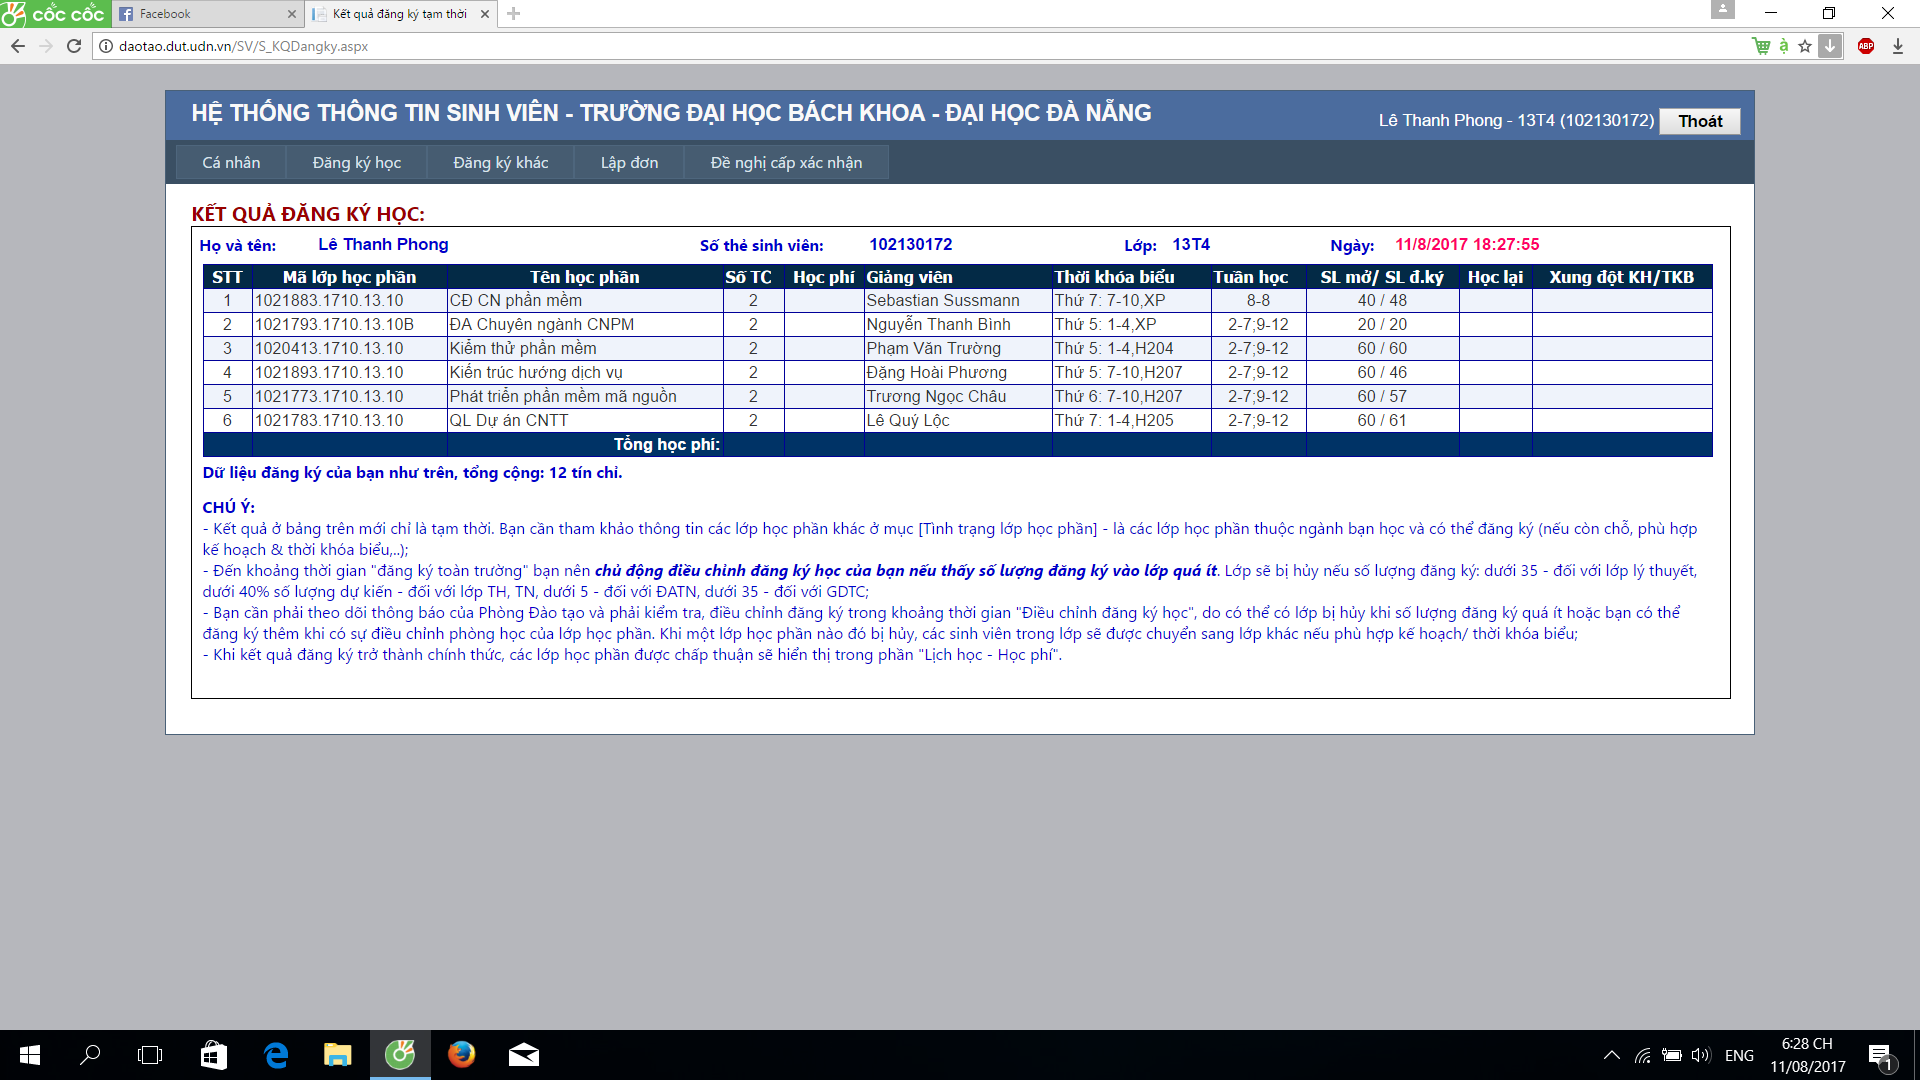 cốc cốc
Facebook
Kết quả đăng ký tạm thời
daotao.dut.udn.vn/SV/S_KQDangky.aspx
ABP
HỆ THỐNG THÔNG TIN SINH VIÊN - TRƯỜNG ĐẠI HỌC BÁCH KHOA - ĐẠI HỌC ĐÀ NẴNG
Lê Thanh Phong - 13T4 (102130172) Thoát
Cá nhân Đăng ký học Đăng ký khác Lập đơn Đề nghị cấp xác nhận
KẾT QUẢ ĐĂNG KÝ HỌC:
Họ và tên: Lê Thanh Phong Số thẻ sinh viên: 102130172 Lớp: 13T4 Ngày: 11/8/2017 18:27:55
STT Mã lớp học phần Tên học phần Số TC Học phí Giảng viên Thời khóa biểu Tuần học SL mở/ SL đ.ký Học lại Xung đột KH/TKB
1 1021883.1710.13.10 CĐ CN phần mềm 2 Sebastian Sussmann Thứ 7: 7-10,XP 8-8 40 / 48
2 1021793.1710.13.10B ĐA Chuyên ngành CNPM 2 Nguyễn Thanh Bình Thứ 5: 1-4,XP 2-7;9-12 20 / 20
3 1020413.1710.13.10 Kiểm thử phần mềm 2 Phạm Văn Trường Thứ 5: 1-4,H204 2-7;9-12 60 / 60
4 1021893.1710.13.10 Kiến trúc hướng dịch vụ 2 Đặng Hoài Phương Thứ 5: 7-10,H207 2-7;9-12 60 / 46
5 1021773.1710.13.10 Phát triển phần mềm mã nguồn 2 Trương Ngọc Châu Thứ 6: 7-10,H207 2-7;9-12 60 / 57
6 1021783.1710.13.10 QL Dự án CNTT 2 Lê Quý Lộc Thứ 7: 1-4,H205 2-7;9-12 60 / 61
Tổng học phí:
Dữ liệu đăng ký của bạn như trên, tổng cộng: 12 tín chỉ.
CHÚ Ý:
- Kết quả ở bảng trên mới chỉ là tạm thời. Bạn cần tham khảo thông tin các lớp học phần khác ở mục [Tình trạng lớp học phần] - là các lớp học phần thuộc ngành bạn học và có thể đăng ký (nếu còn chỗ, phù hợp
kế hoạch & thời khóa biểu,..);
- Đến khoảng thời gian "đăng ký toàn trường" bạn nên chủ động điều chỉnh đăng ký học của bạn nếu thấy số lượng đăng ký vào lớp quá ít. Lớp sẽ bị hủy nếu số lượng đăng ký: dưới 35 - đối với lớp lý thuyết,
dưới 40% số lượng dự kiến - đối với lớp TH, TN, dưới 5 - đối với ĐATN, dưới 35 - đối với GDTC;
- Bạn cần phải theo dõi thông báo của Phòng Đào tạo và phải kiểm tra, điều chỉnh đăng ký trong khoảng thời gian "Điều chỉnh đăng ký học", do có thể có lớp bị hủy khi số lượng đăng ký quá ít hoặc bạn có thể
đăng ký thêm khi có sự điều chỉnh phòng học của lớp học phần. Khi một lớp học phần nào đó bị hủy, các sinh viên trong lớp sẽ được chuyển sang lớp khác nếu phù hợp kế hoạch/ thời khóa biểu;
- Khi kết quả đăng ký trở thành chính thức, các lớp học phần được chấp thuận sẽ hiển thị trong phần "Lịch học - Học phí".
ENG
6:28 CH
11/08/2017
1